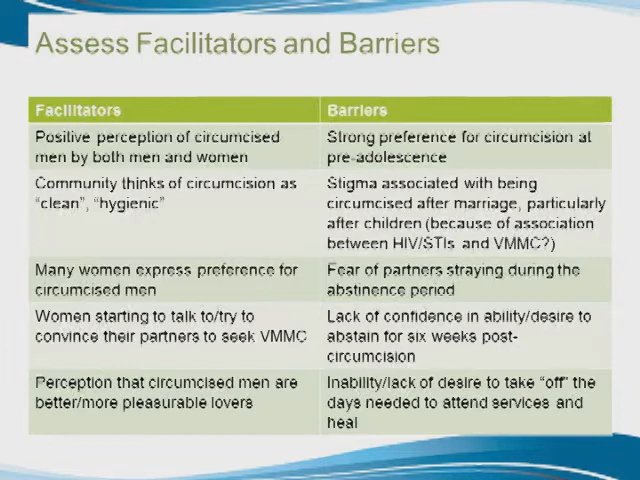 Assess Facilitators and Barriers
Facilitators
Barriers
Positive perception of circumcised
men by both men and women
Strong preference for circumcision at
pre-adolescence
Community thinks of circumcision as
"clean", "hygienic"
Stigma associated with being
circumcised after marriage, particularly
after children (because of association
between HIV/STIs and VMMC?)
Many women express preference for
circumcised men
Fear of partners straying during the
abstinence period
Women starting to talk to/try to
convince their partners to seek VMMC
Lack of confidence in ability/desire to
abstain for six weeks post-
circumcision
Perception that circumcised men are
better/more pleasurable lovers
Inability/lack of desire to take "off" the
days needed to attend services and
heal